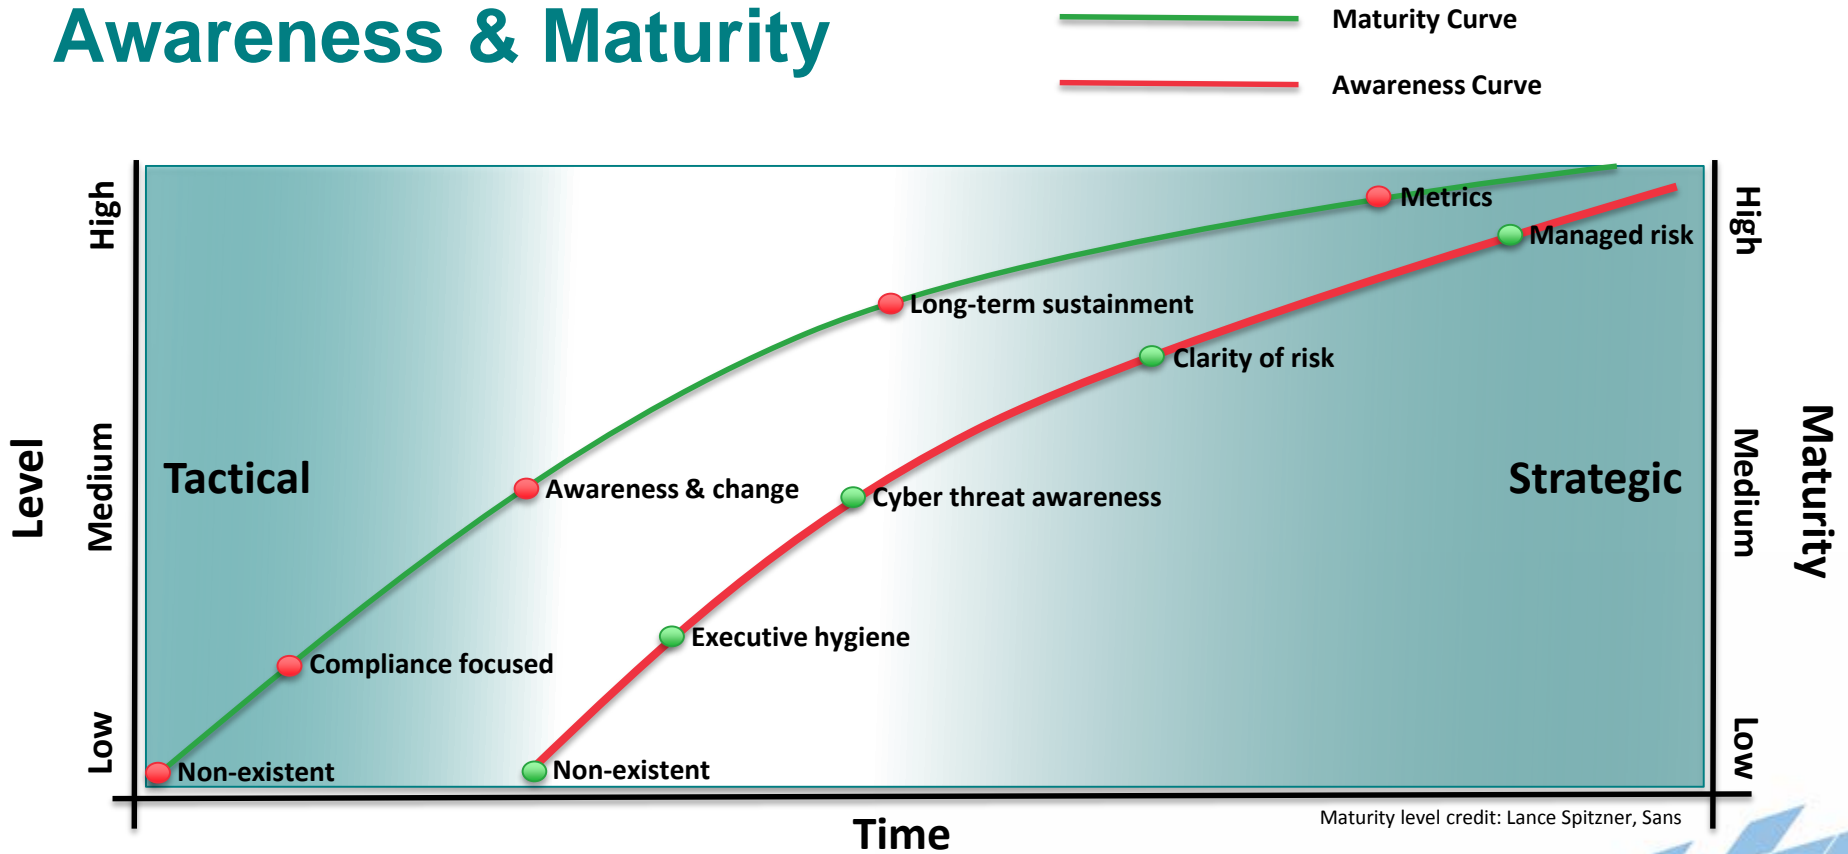 Awareness & Maturity
Maturity Curve
Awareness Curve
High
High
Metrics
Managed risk
Long-term sustainment
Clarity of risk
Level
Medium
Tactical
Awareness & change
Cyber threat awareness
Strategic
Medium
Maturity
Executive hygiene
Compliance focused
Low
Low
Non-existent
Non-existent
Time
Maturity level credit: Lance Spitzner, Sans